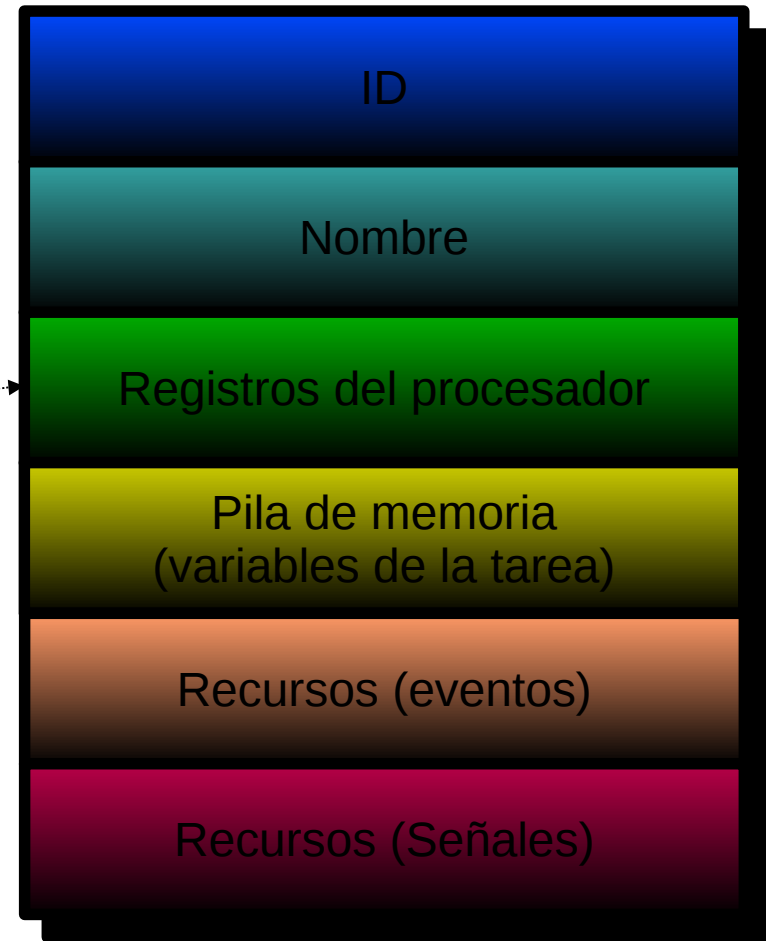 ID
Nombre
Registros del procesador
Pila de memoria
(variables de la tarea)
Recursos (eventos)
Recursos (Señales)